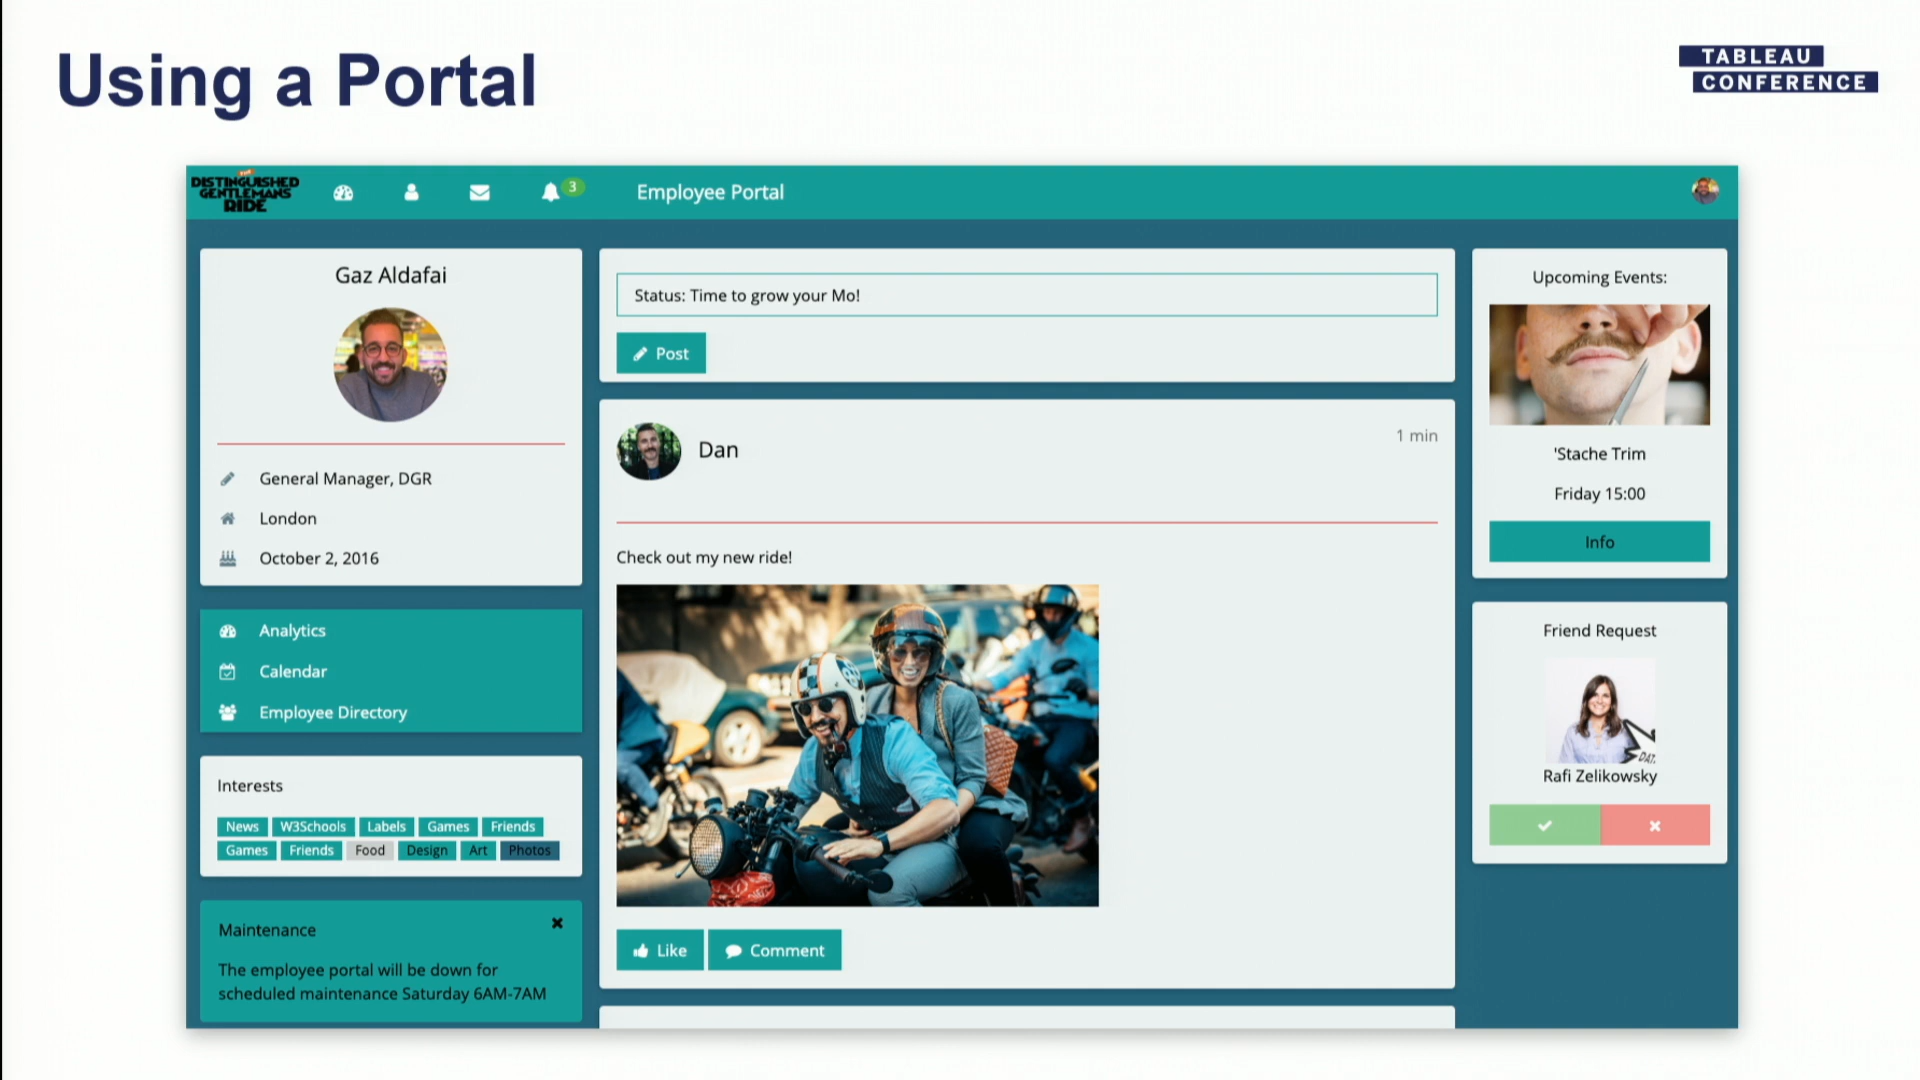 Using a Portal
TABLEAU
CONFERENCE
THE
DISTINGUISHED
GENTLEMANS
RIDE
3
Employee Portal
Gaz Aldafai
General Manager, DGR
London
October 2, 2016
Analytics
Calendar
Employee Directory
Interests
News W3Schools Labels Games Friends
Games Friends Food Design Art Photos
Maintenance
The employee portal will be down for
scheduled maintenance Saturday 6AM-7AM
Status: Time to grow your Mo!
Post
Dan
1 min
Check out my new ride!
Like Comment
Upcoming Events:
'Stache Trim
Friday 15:00
Info
Friend Request
DAT
Rafi Zelikowsky